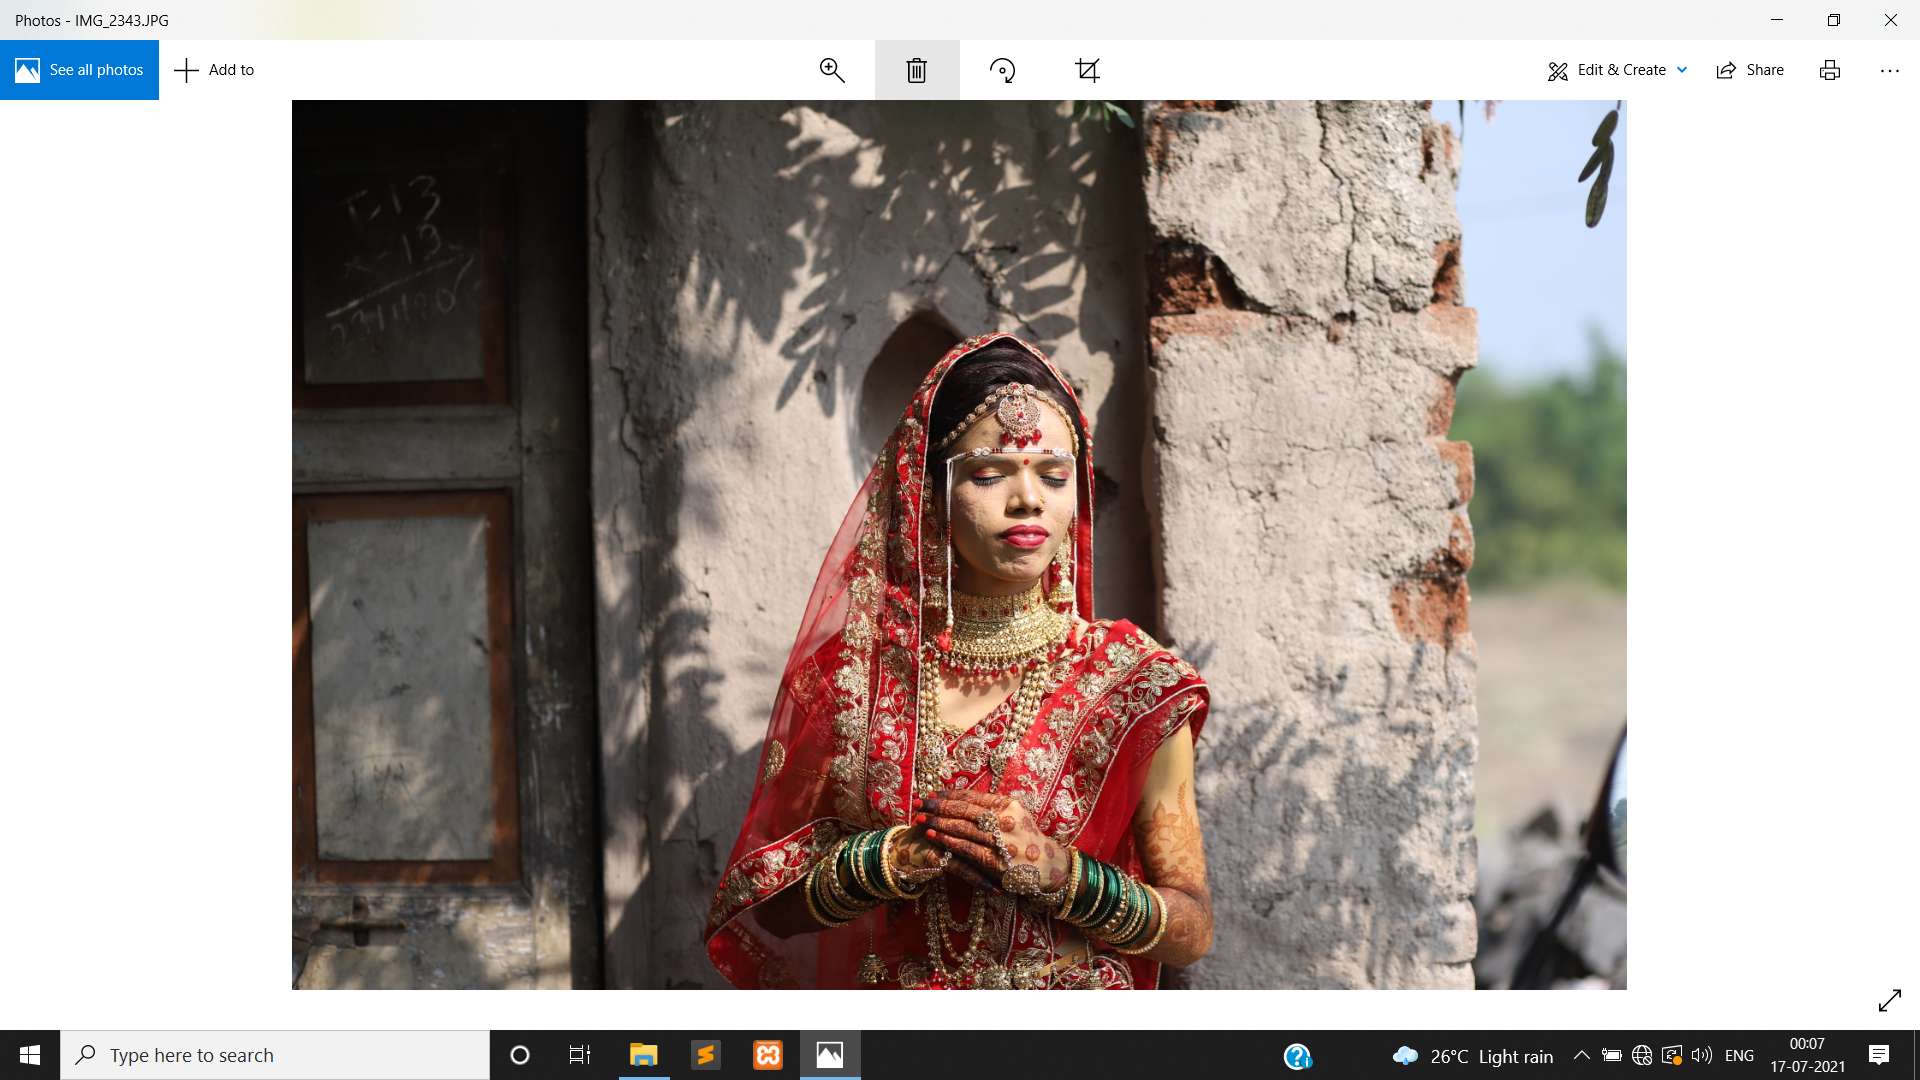 Photos - IMG_2343.JPG
See all photos
Add to
Edit & Create
Share
Type here to search
26°C Light rain
ENG
00:07
17-07-2021